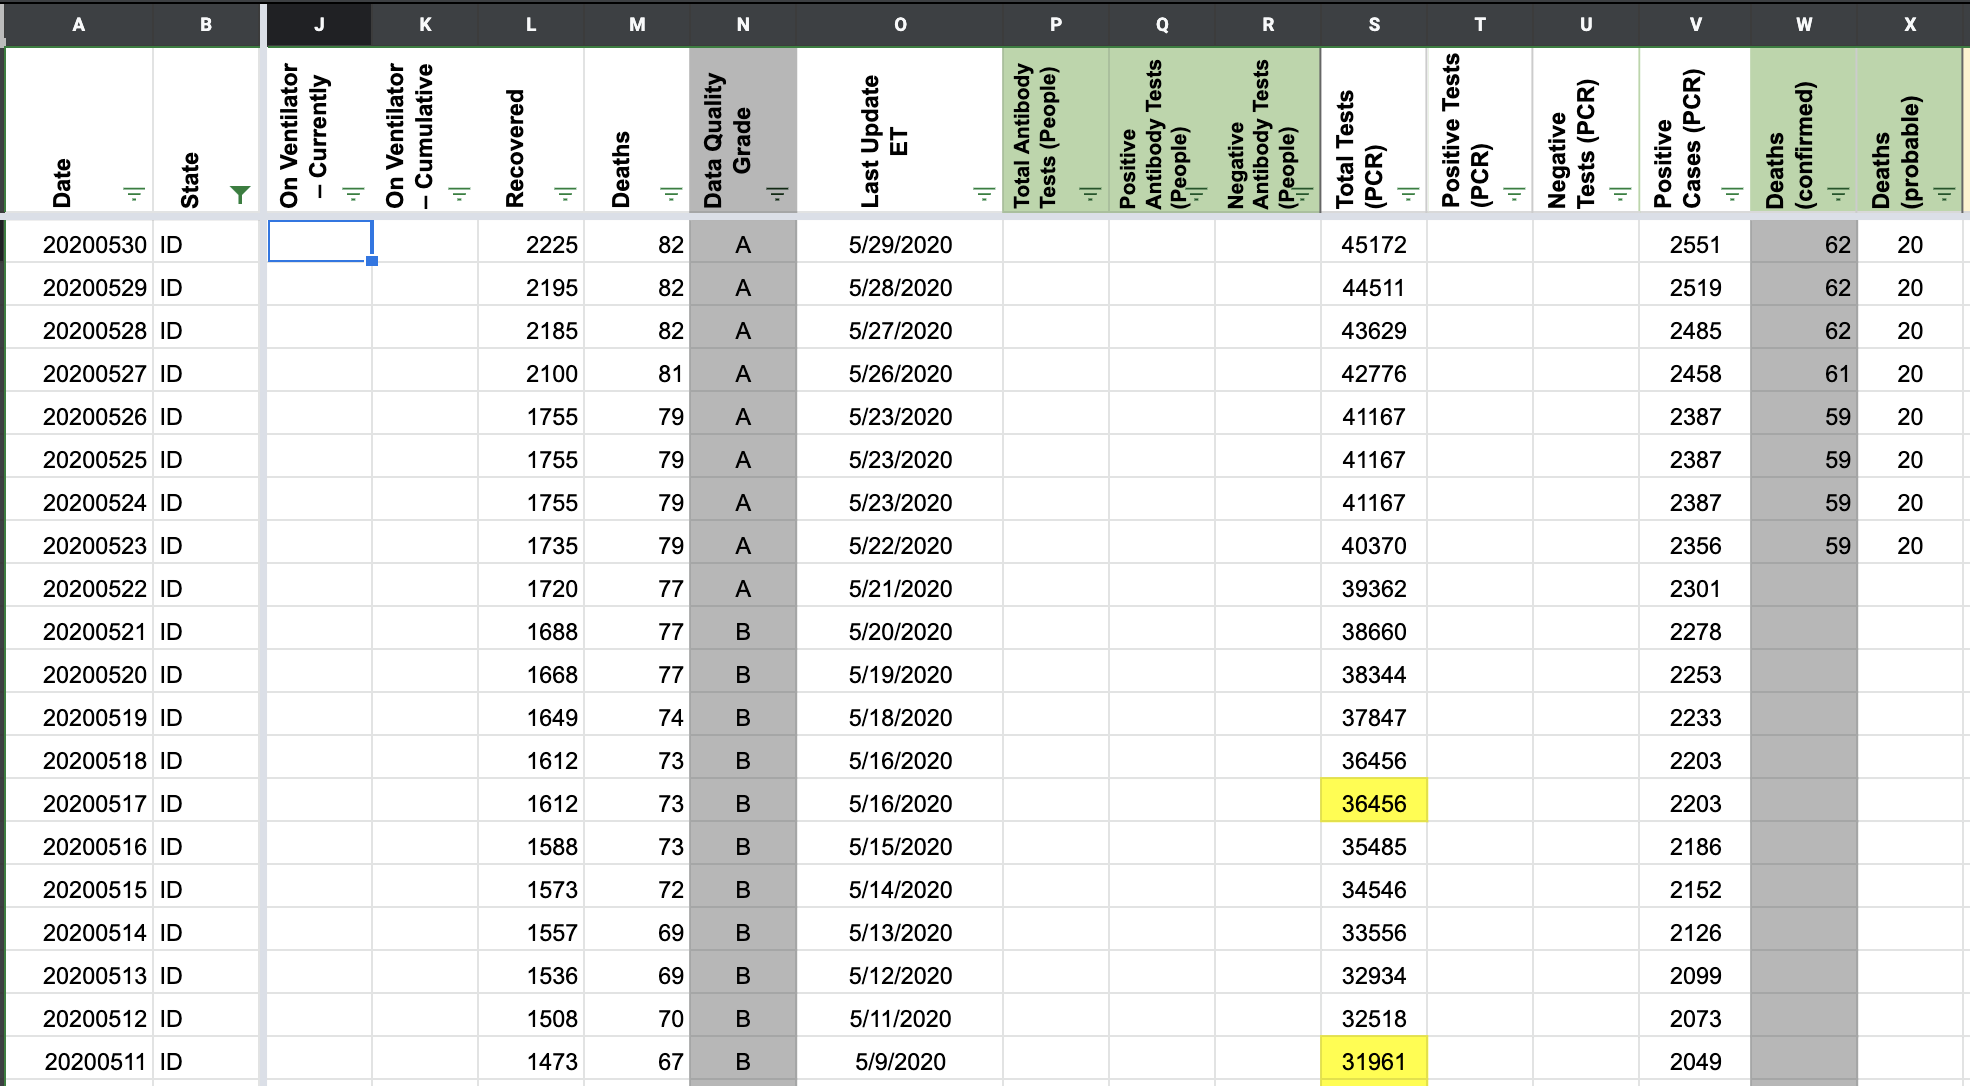 A B J K L M N O P Q R S T U V W X
Date State On Ventilator – Currently On Ventilator – Cumulative Recovered Deaths Data Quality Grade Last Update ET Total Antibody Tests (People) Positive Antibody Tests (People) Negative Antibody Tests (People) Total Tests (PCR) Positive Tests (PCR) Negative Tests (PCR) Positive Cases (PCR) Deaths (confirmed) Deaths (probable)
20200530 ID 2225 82 A 5/29/2020 45172 2551 62 20
20200529 ID 2195 82 A 5/28/2020 44511 2519 62 20
20200528 ID 2185 82 A 5/27/2020 43629 2485 62 20
20200527 ID 2100 81 A 5/26/2020 42776 2458 61 20
20200526 ID 1755 79 A 5/23/2020 41167 2387 59 20
20200525 ID 1755 79 A 5/23/2020 41167 2387 59 20
20200524 ID 1755 79 A 5/23/2020 41167 2387 59 20
20200523 ID 1735 79 A 5/22/2020 40370 2356 59 20
20200522 ID 1720 77 A 5/21/2020 39362 2301
20200521 ID 1688 77 B 5/20/2020 38660 2278
20200520 ID 1668 77 B 5/19/2020 38344 2253
20200519 ID 1649 74 B 5/18/2020 37847 2233
20200518 ID 1612 73 B 5/16/2020 36456 2203
20200517 ID 1612 73 B 5/16/2020 36456 2203
20200516 ID 1588 73 B 5/15/2020 35485 2186
20200515 ID 1573 72 B 5/14/2020 34546 2152
20200514 ID 1557 69 B 5/13/2020 33556 2126
20200513 ID 1536 69 B 5/12/2020 32934 2099
20200512 ID 1508 70 B 5/11/2020 32518 2073
20200511 ID 1473 67 B 5/9/2020 31961 2049